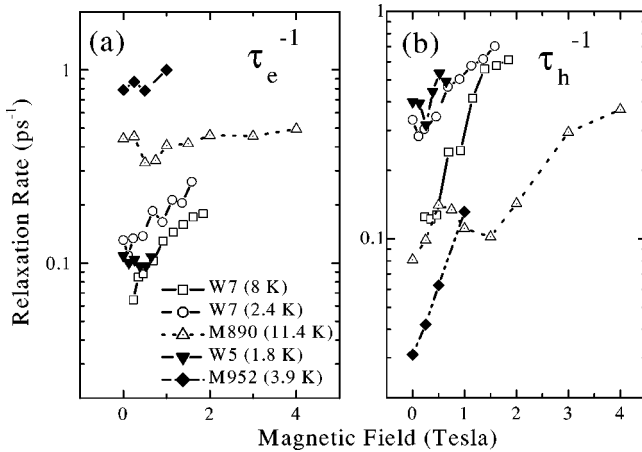 (a)
τe-1
(b)
τh-1
Relaxation Rate (ps-1)
1
0.1
1
0.1
W7 (8 K)
W7 (2.4 K)
M890 (11.4 K)
W5 (1.8 K)
M952 (3.9 K)
0 2 4
0 1 2 3 4
Magnetic Field (Tesla)